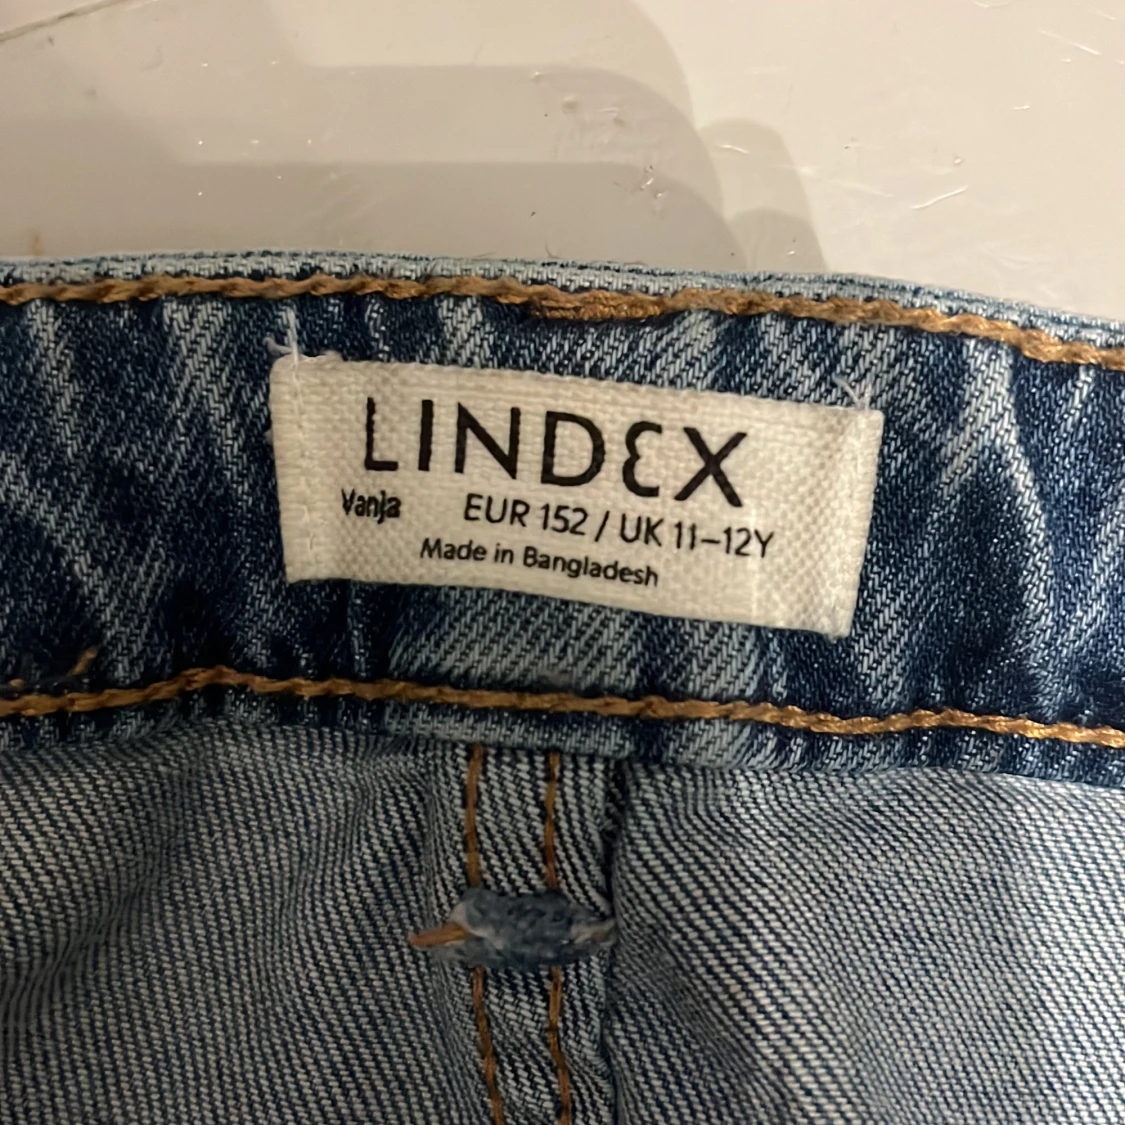 LINDEX
Vanja EUR 152 / UK 11–12Y
Made in Bangladesh